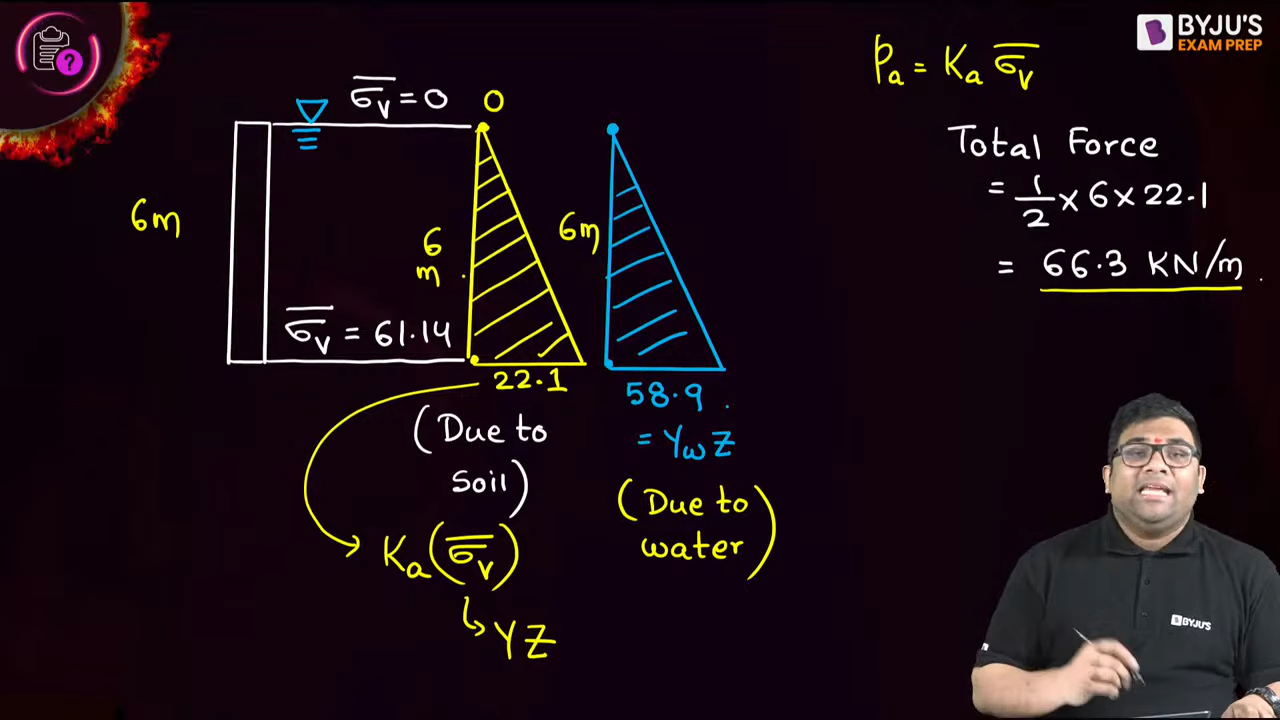 BYJU'S
EXAM PREP
σ̅v = 0
0
6m
6
m
6m
σ̅v = 61.14
22.1
(Due to
soil)
Ka(σ̅v)
↳ γZ
58.9
= γwZ
(Due to
water)
Pa = Ka σ̅v
Total Force
= 1/2 × 6 × 22.1
= 66.3 KN/m
BYJU'S